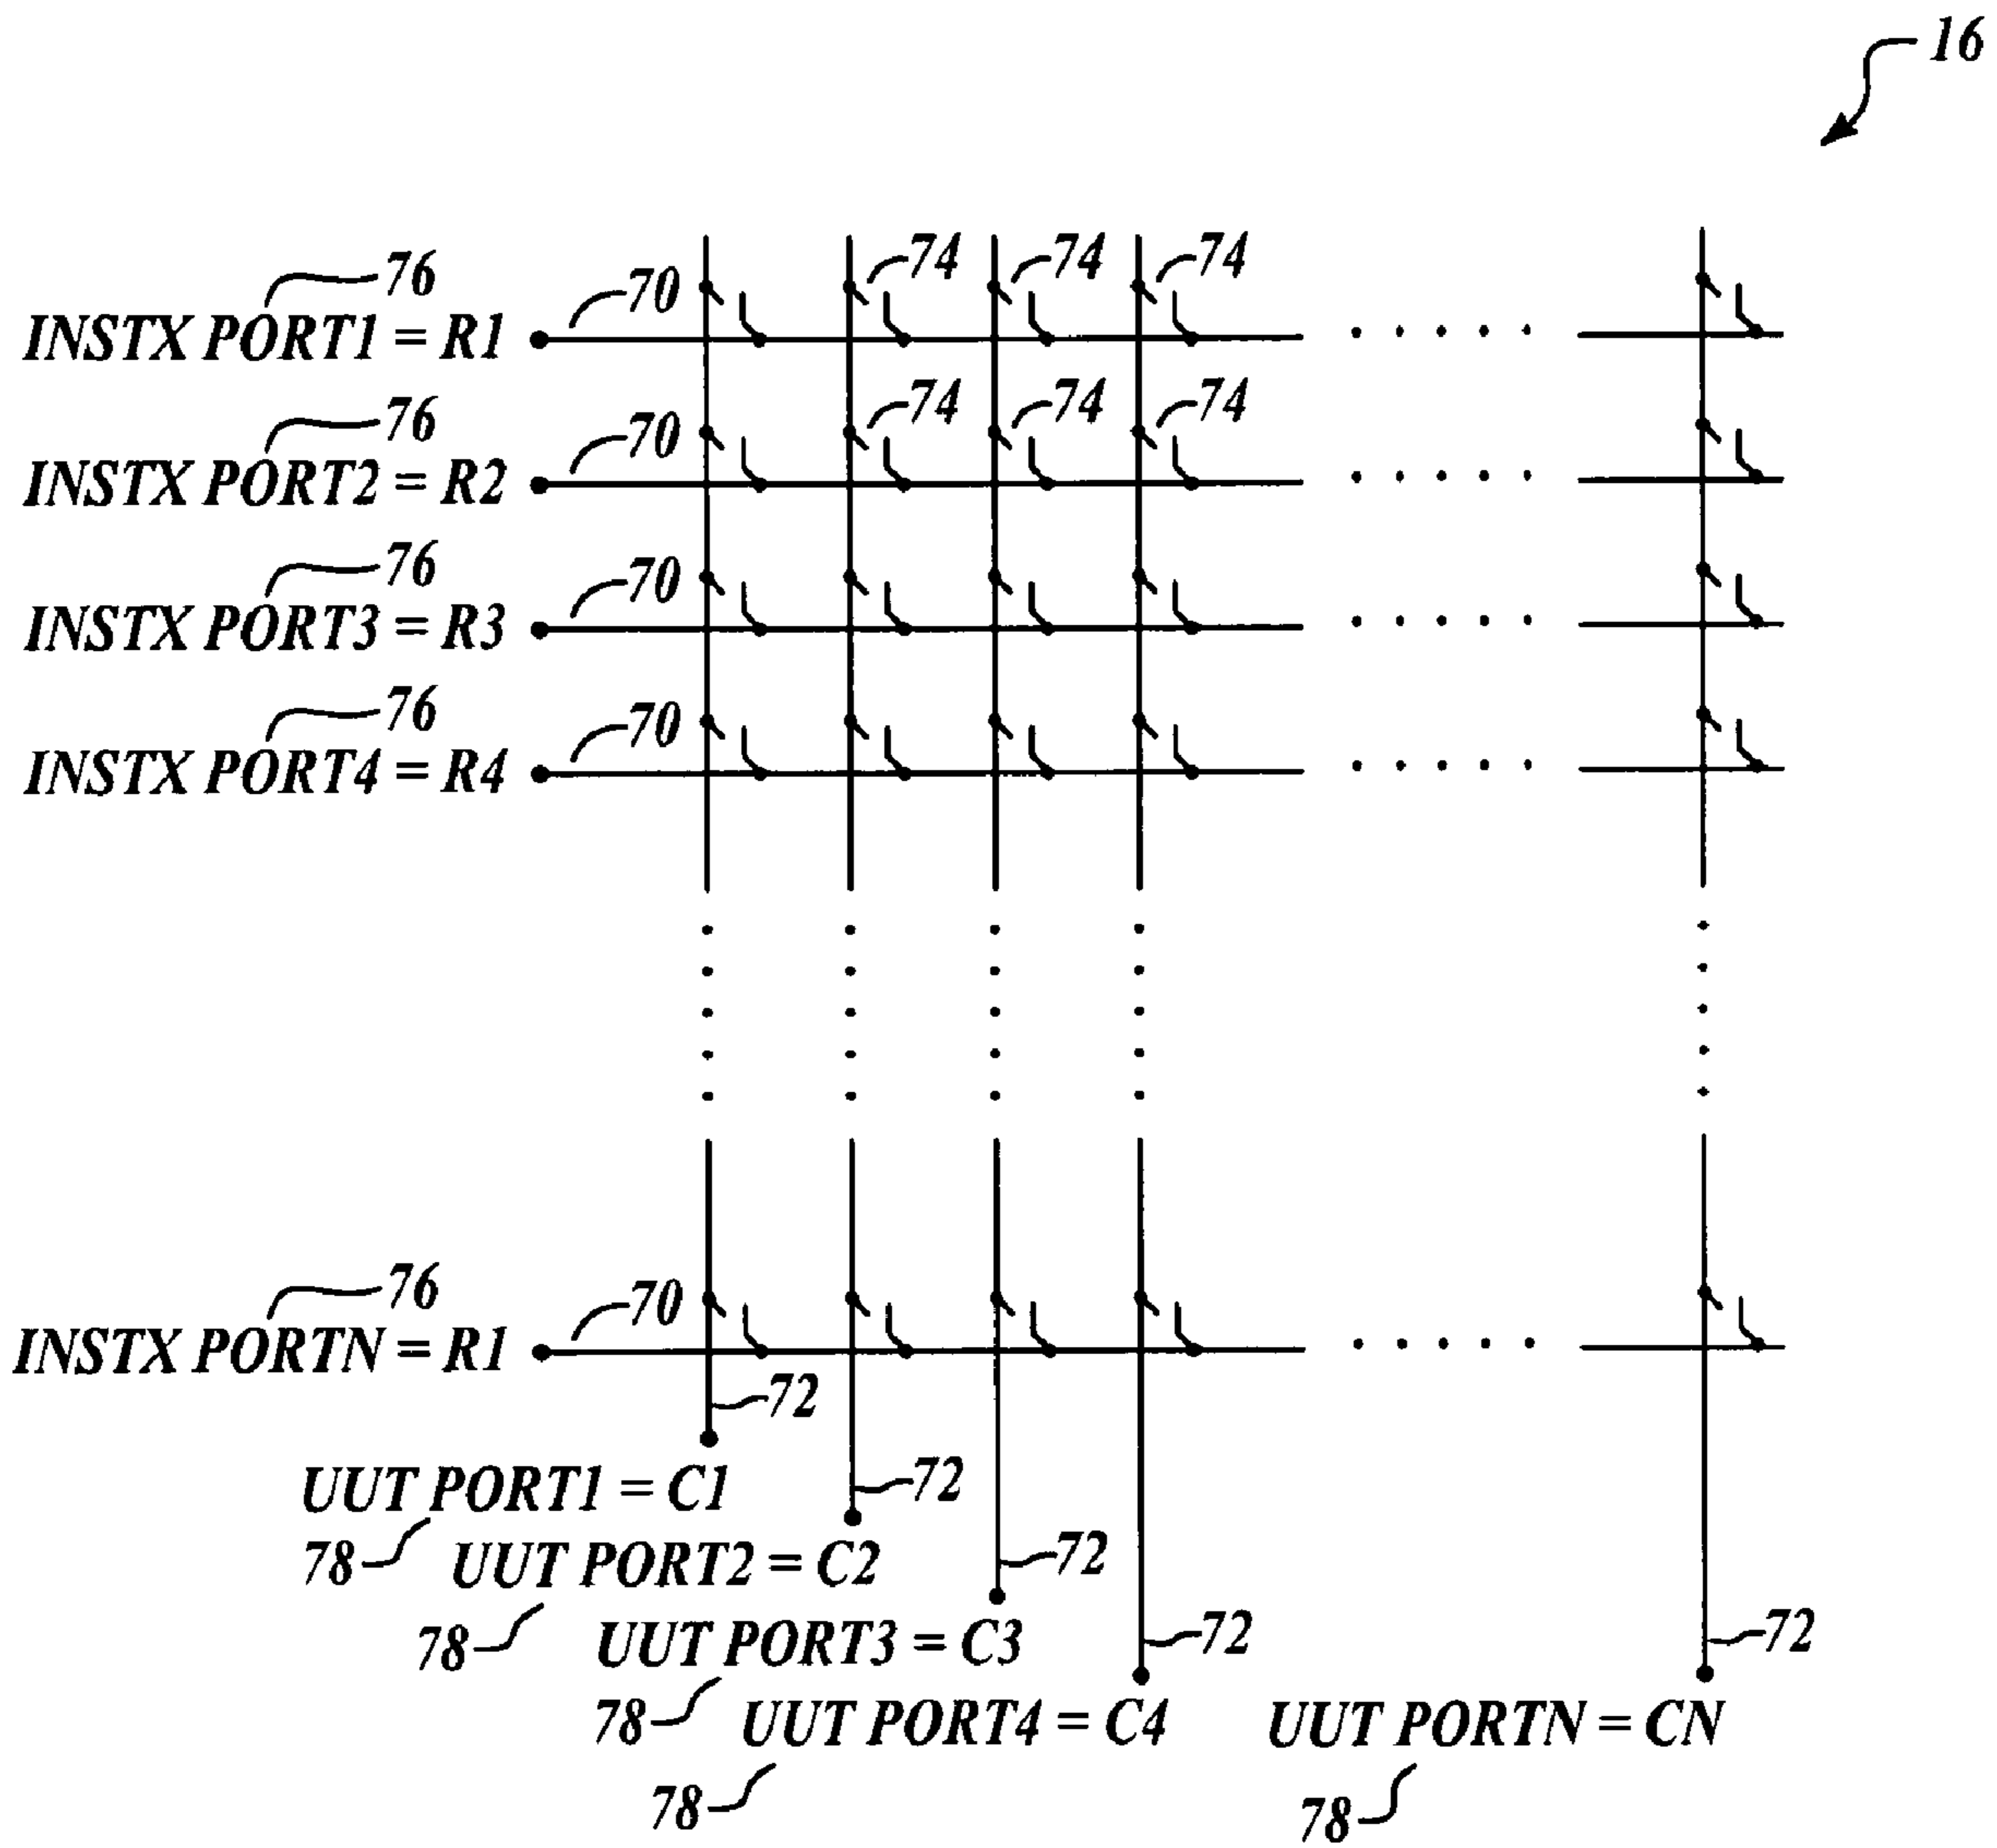 16
76
70
74 74 74
INSTX PORT1 = R1
76
70
74 74 74
INSTX PORT2 = R2
76
70
INSTX PORT3 = R3
76
70
INSTX PORT4 = R4
76
70
INSTX PORTN = R1
72
UUT PORT1 = C1
72
78
UUT PORT2 = C2
72
78
UUT PORT3 = C3
72
72
78
UUT PORT4 = C4
UUT PORTN = CN
78
78